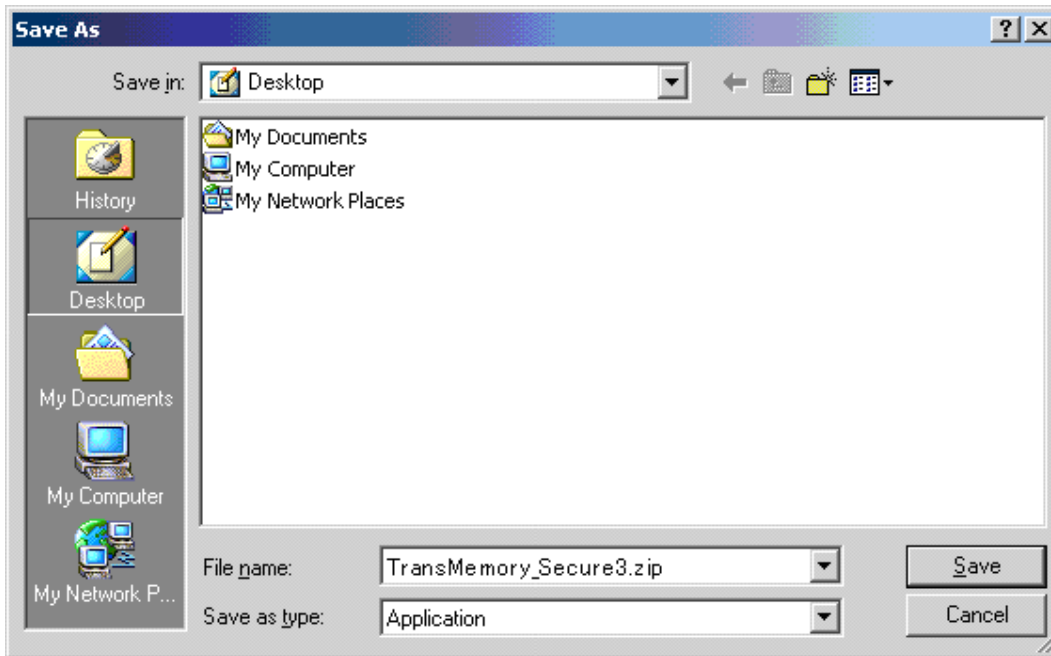 Save As
Save in: Desktop
History
Desktop
My Documents
My Computer
My Network P...
My Documents
My Computer
My Network Places
File name: TransMemory_Secure3.zip Save
Save as type: Application Cancel